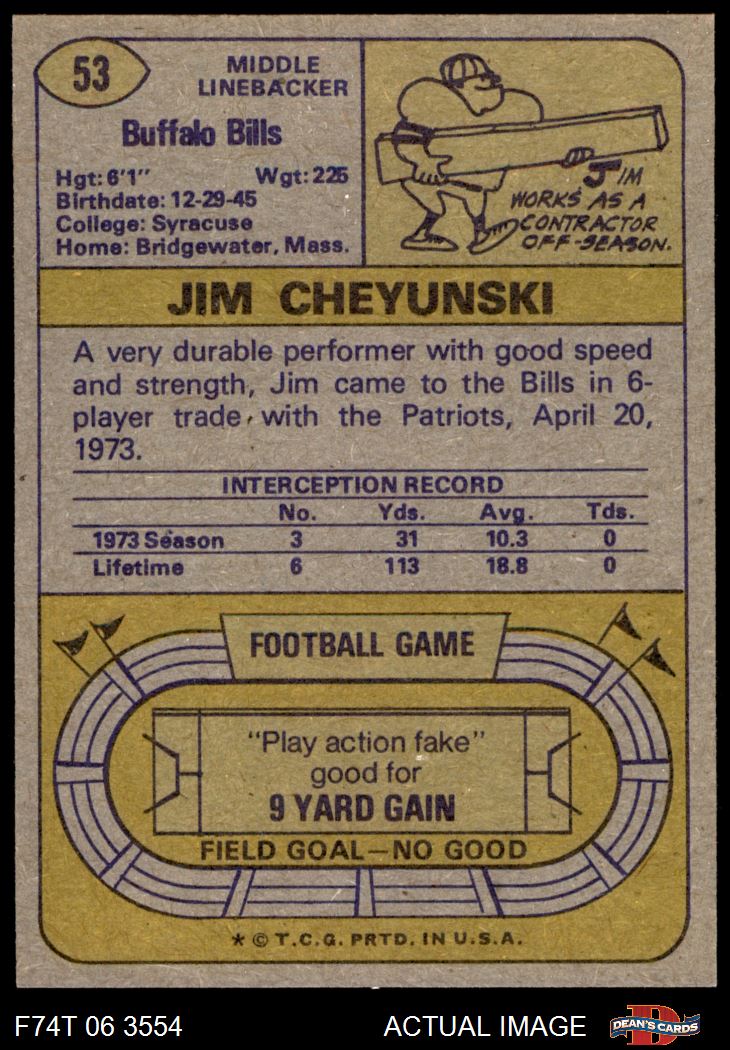 53
MIDDLE
LINEBACKER
Buffalo Bills
Hgt: 6'1" Wgt: 225
Birthdate: 12-29-45
College: Syracuse
Home: Bridgewater, Mass.
JIM
WORKS AS A
CONTRACTOR
OFF-SEASON.
JIM CHEYUNSKI
A very durable performer with good speed
and strength, Jim came to the Bills in 6-
player trade with the Patriots, April 20,
1973.
INTERCEPTION RECORD
No. Yds. Avg. Tds.
1973 Season 3 31 10.3 0
Lifetime 6 113 18.8 0
FOOTBALL GAME
"Play action fake"
good for
9 YARD GAIN
FIELD GOAL—NO GOOD
* © T.C.G. PRTD. IN U.S.A.
F74T 06 3554 ACTUAL IMAGE D DEAN'S CARDS